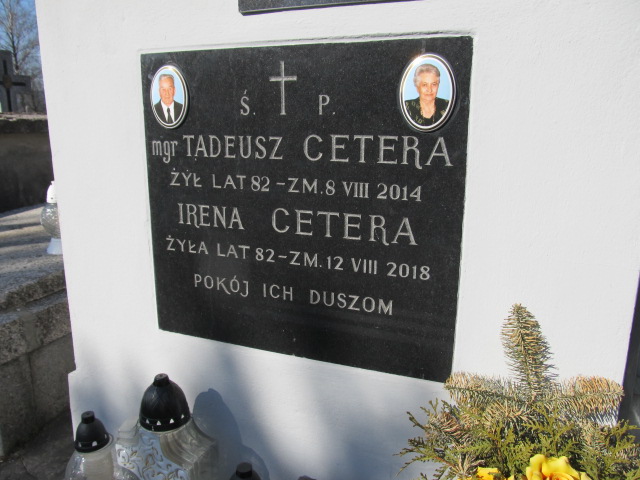 Ś. P.
mgr TADEUSZ CETERA
ŻYŁ LAT 82 - ZM. 8 VIII 2014
IRENA CETERA
ŻYŁA LAT 82 - ZM. 12 VIII 2018
POKÓJ ICH DUSZOM